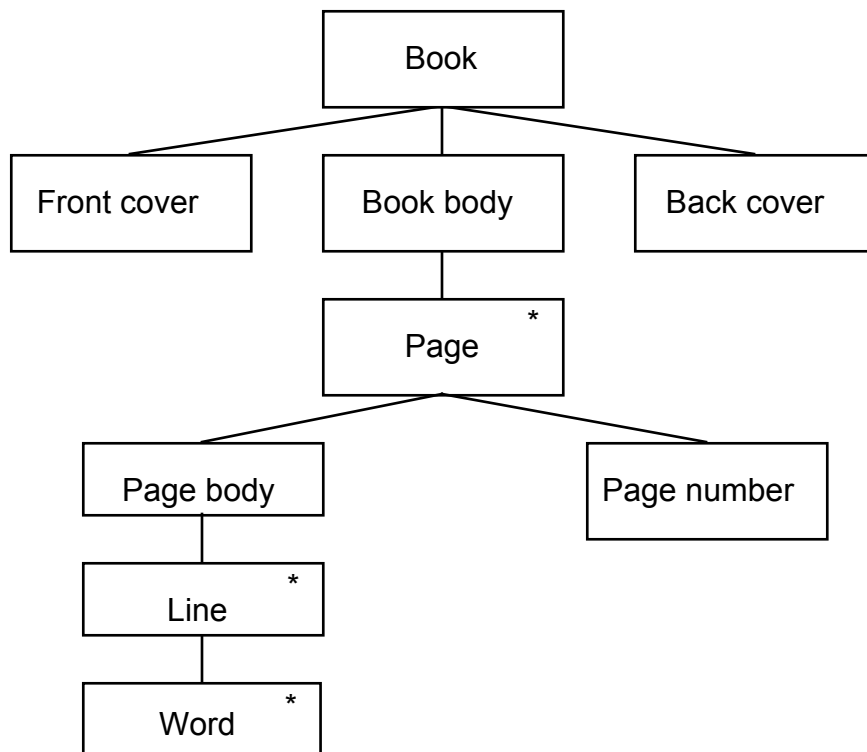 Book
Front cover
Book body
Back cover
*
Page
Page body
Page number
*
Line
*
Word